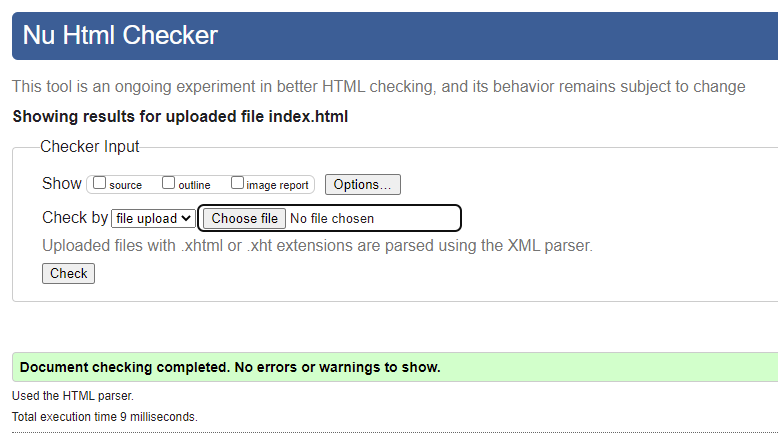 Nu Html Checker
This tool is an ongoing experiment in better HTML checking, and its behavior remains subject to change
Showing results for uploaded file index.html
Checker Input
Show source outline image report Options...
Check by file upload Choose file No file chosen
Uploaded files with .xhtml or .xht extensions are parsed using the XML parser.
Check
Document checking completed. No errors or warnings to show.
Used the HTML parser.
Total execution time 9 milliseconds.